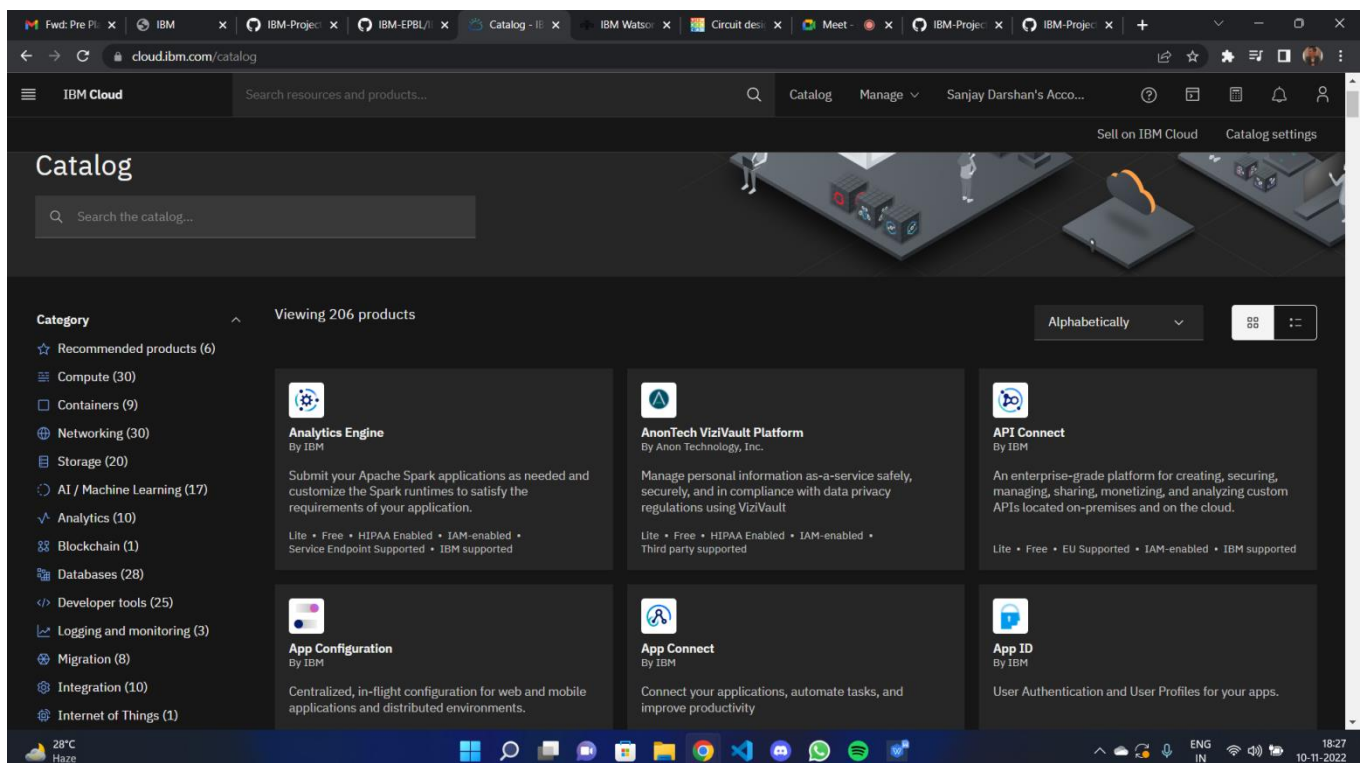 Fwd: Pre Pl
IBM
IBM-Projec
IBM-EPBL/I
Catalog - IB
IBM Watson
Circuit desi
Meet -
IBM-Projec
IBM-Projec
cloud.ibm.com/catalog
IBM Cloud
Search resources and products...
Catalog
Manage
Sanjay Darshan's Acco...
Sell on IBM Cloud
Catalog settings
Catalog
Search the catalog...
Category
Recommended products (6)
Compute (30)
Containers (9)
Networking (30)
Storage (20)
AI / Machine Learning (17)
Analytics (10)
Blockchain (1)
Databases (28)
Developer tools (25)
Logging and monitoring (3)
Migration (8)
Integration (10)
Internet of Things (1)
Viewing 206 products
Alphabetically
Analytics Engine
By IBM
Submit your Apache Spark applications as needed and
customize the Spark runtimes to satisfy the
requirements of your application.
Lite • Free • HIPAA Enabled • IAM-enabled •
Service Endpoint Supported • IBM supported
AnonTech ViziVault Platform
By Anon Technology, Inc.
Manage personal information as-a-service safely,
securely, and in compliance with data privacy
regulations using ViziVault
Lite • Free • HIPAA Enabled • IAM-enabled •
Third party supported
API Connect
By IBM
An enterprise-grade platform for creating, securing,
managing, sharing, monetizing, and analyzing custom
APIs located on-premises and on the cloud.
Lite • Free • EU Supported • IAM-enabled • IBM supported
App Configuration
By IBM
Centralized, in-flight configuration for web and mobile
applications and distributed environments.
App Connect
By IBM
Connect your applications, automate tasks, and
improve productivity
App ID
By IBM
User Authentication and User Profiles for your apps.
28°C
Haze
ENG
IN
18:27
10-11-2022